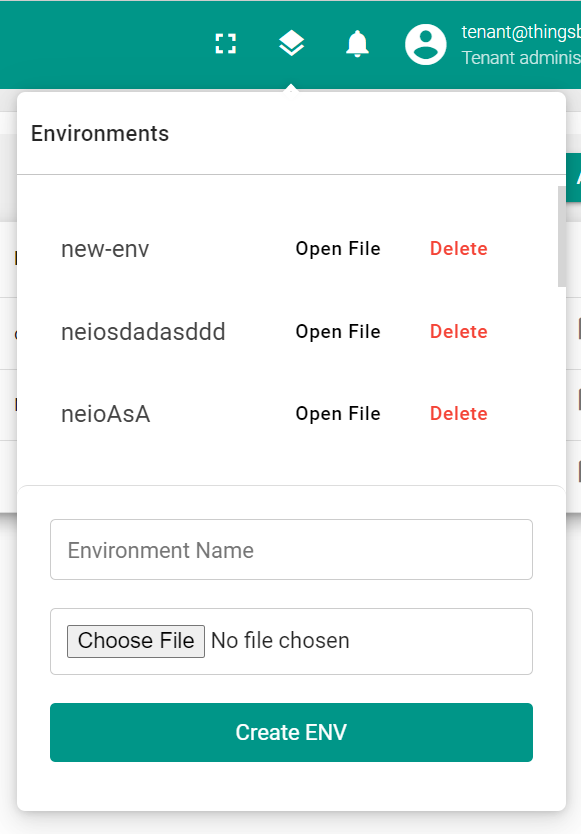 tenant@thingsb
Tenant adminis
Environments
new-env Open File Delete
neiosdadasddd Open File Delete
neioAsA Open File Delete
Environment Name
Choose File No file chosen
Create ENV